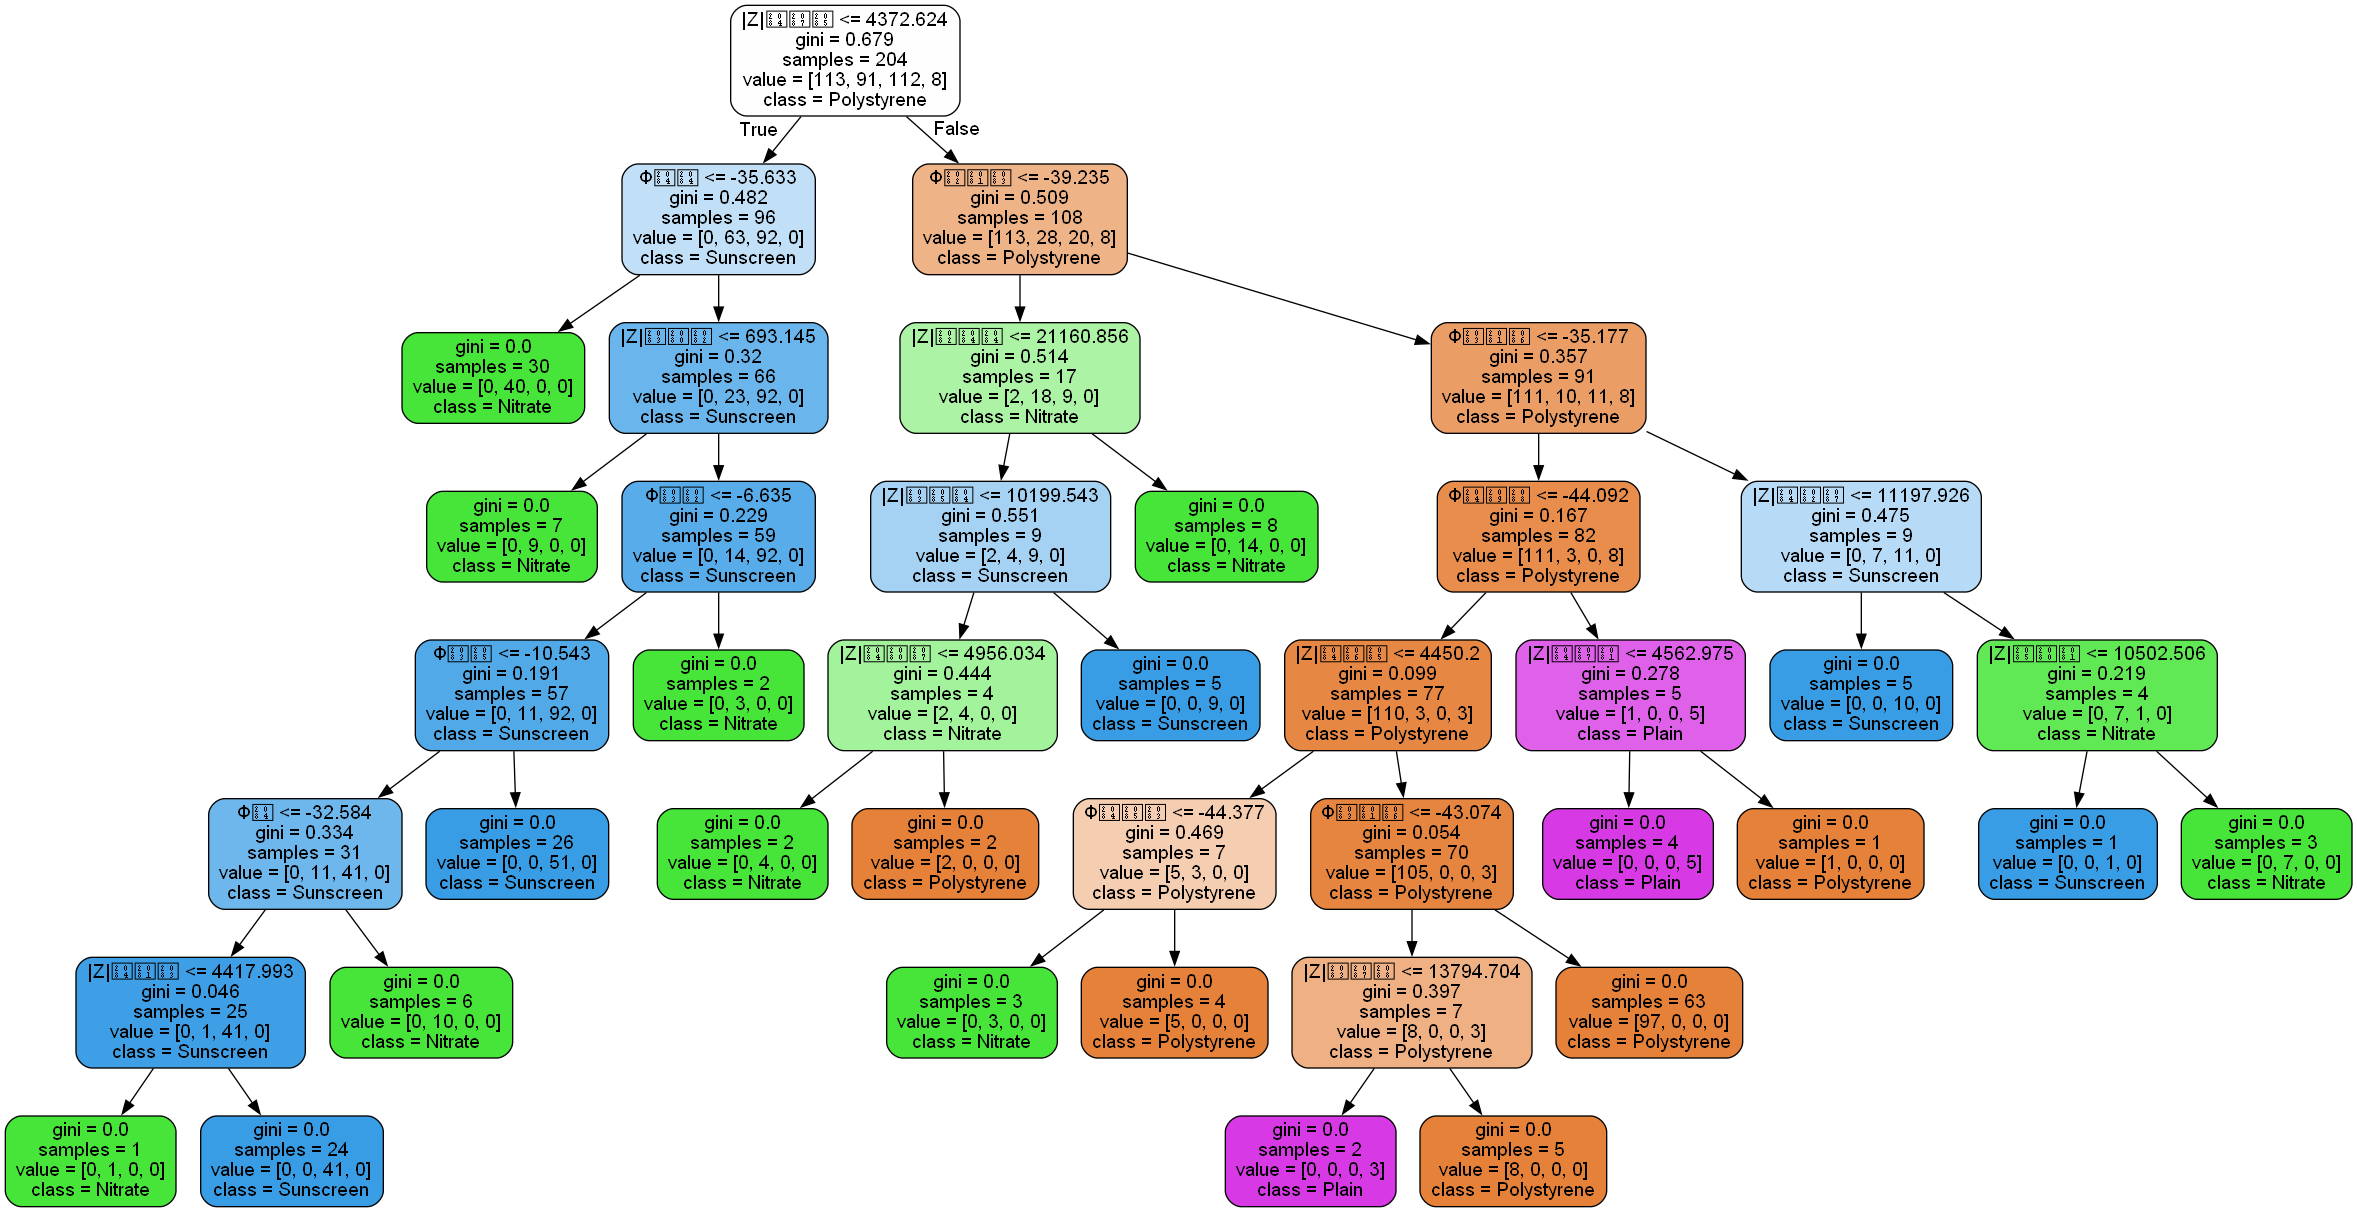 |Z| <= 4372.624
gini = 0.679
samples = 204
value = [113, 91, 112, 8]
class = Polystyrene
True
False
Φ <= -35.633
gini = 0.482
samples = 96
value = [0, 63, 92, 0]
class = Sunscreen
Φ <= -39.235
gini = 0.509
samples = 108
value = [113, 28, 20, 8]
class = Polystyrene
gini = 0.0
samples = 30
value = [0, 40, 0, 0]
class = Nitrate
|Z| <= 693.145
gini = 0.32
samples = 66
value = [0, 23, 92, 0]
class = Sunscreen
|Z| <= 21160.856
gini = 0.514
samples = 17
value = [2, 18, 9, 0]
class = Nitrate
Φ <= -35.177
gini = 0.357
samples = 91
value = [111, 10, 11, 8]
class = Polystyrene
gini = 0.0
samples = 7
value = [0, 9, 0, 0]
class = Nitrate
Φ <= -6.635
gini = 0.229
samples = 59
value = [0, 14, 92, 0]
class = Sunscreen
|Z| <= 10199.543
gini = 0.551
samples = 9
value = [2, 4, 9, 0]
class = Sunscreen
gini = 0.0
samples = 8
value = [0, 14, 0, 0]
class = Nitrate
Φ <= -44.092
gini = 0.167
samples = 82
value = [111, 3, 0, 8]
class = Polystyrene
|Z| <= 11197.926
gini = 0.475
samples = 9
value = [0, 7, 11, 0]
class = Sunscreen
Φ <= -10.543
gini = 0.191
samples = 57
value = [0, 11, 92, 0]
class = Sunscreen
gini = 0.0
samples = 2
value = [0, 3, 0, 0]
class = Nitrate
|Z| <= 4956.034
gini = 0.444
samples = 4
value = [2, 4, 0, 0]
class = Nitrate
gini = 0.0
samples = 5
value = [0, 0, 9, 0]
class = Sunscreen
|Z| <= 4450.2
gini = 0.099
samples = 77
value = [110, 3, 0, 3]
class = Polystyrene
|Z| <= 4562.975
gini = 0.278
samples = 5
value = [1, 0, 0, 5]
class = Plain
gini = 0.0
samples = 5
value = [0, 0, 10, 0]
class = Sunscreen
|Z| <= 10502.506
gini = 0.219
samples = 4
value = [0, 7, 1, 0]
class = Nitrate
Φ <= -32.584
gini = 0.334
samples = 31
value = [0, 11, 41, 0]
class = Sunscreen
gini = 0.0
samples = 26
value = [0, 0, 51, 0]
class = Sunscreen
gini = 0.0
samples = 2
value = [0, 4, 0, 0]
class = Nitrate
gini = 0.0
samples = 2
value = [2, 0, 0, 0]
class = Polystyrene
Φ <= -44.377
gini = 0.469
samples = 7
value = [5, 3, 0, 0]
class = Polystyrene
Φ <= -43.074
gini = 0.054
samples = 70
value = [105, 0, 0, 3]
class = Polystyrene
gini = 0.0
samples = 4
value = [0, 0, 0, 5]
class = Plain
gini = 0.0
samples = 1
value = [1, 0, 0, 0]
class = Polystyrene
gini = 0.0
samples = 1
value = [0, 0, 1, 0]
class = Sunscreen
gini = 0.0
samples = 3
value = [0, 7, 0, 0]
class = Nitrate
|Z| <= 4417.993
gini = 0.046
samples = 25
value = [0, 1, 41, 0]
class = Sunscreen
gini = 0.0
samples = 6
value = [0, 10, 0, 0]
class = Nitrate
gini = 0.0
samples = 3
value = [0, 3, 0, 0]
class = Nitrate
gini = 0.0
samples = 4
value = [5, 0, 0, 0]
class = Polystyrene
|Z| <= 13794.704
gini = 0.397
samples = 7
value = [8, 0, 0, 3]
class = Polystyrene
gini = 0.0
samples = 63
value = [97, 0, 0, 0]
class = Polystyrene
gini = 0.0
samples = 1
value = [0, 1, 0, 0]
class = Nitrate
gini = 0.0
samples = 24
value = [0, 0, 41, 0]
class = Sunscreen
gini = 0.0
samples = 2
value = [0, 0, 0, 3]
class = Plain
gini = 0.0
samples = 5
value = [8, 0, 0, 0]
class = Polystyrene